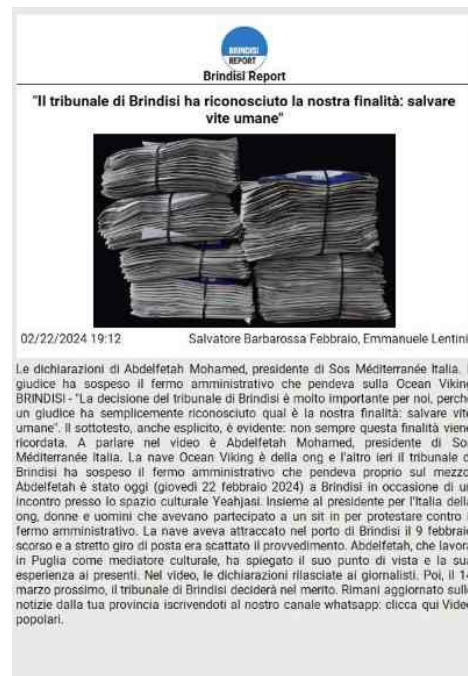 BRINDISI
REPORT
BrindisI Report
"Il tribunale di Brindisi ha riconosciuto la nostra finalità: salvare
vite umane"
02/22/2024 19:12 Salvatore Barbarossa Febbraio, Emmanuele Lentini
Le dichiarazioni di Abdelfetah Mohamed, presidente di Sos Méditerranée Italia.
giudice ha sospeso il fermo amministrativo che pendeva sulla Ocean Viking
BRINDISI - "La decisione del tribunale di Brindisi è molto importante per noi, perch
un giudice ha semplicemente riconosciuto qual è la nostra finalità: salvare vite
umane". Il sottotesto, anche esplicito, è evidente: non sempre questa finalità viene
ricordata. A parlare nel video è Abdelfetah Mohamed, presidente di So
Méditerranée Italia. La nave Ocean Viking è della ong e l'altro ieri il tribunale d
Brindisi ha sospeso il fermo amministrativo che pendeva proprio sul mezzo
Abdelfetah è stato oggi (giovedì 22 febbraio 2024) a Brindisi in occasione di u
incontro presso lo spazio culturale Yeahjasi. Insieme al presidente per l'Italia della
ong, donne e uomini che avevano partecipato a un sit in per protestare contro i
fermo amministrativo. La nave aveva attraccato nel porto di Brindisi il 9 febbraio
scorso e a stretto giro di posta era scattato il provvedimento. Abdelfetah, che lavora
in Puglia come mediatore culturale, ha spiegato il suo punto di vista e la sua
esperienza ai presenti. Nel video, le dichiarazioni rilasciate ai giornalisti. Poi, il 14
marzo prossimo, il tribunale di Brindisi deciderà nel merito. Rimani aggiornato sulle
notizie dalla tua provincia iscrivendoti al nostro canale whatsapp: clicca qui Video
popolari.